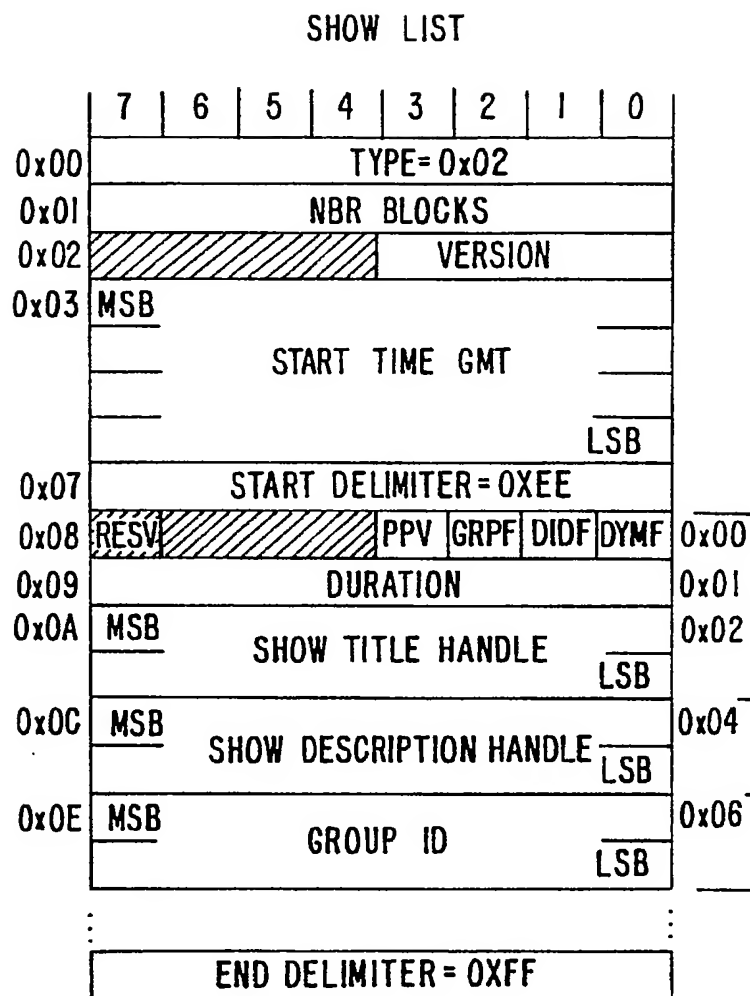 SHOW LIST
7 6 5 4 3 2 1 0
0x00 TYPE=0x02
0x01 NBR BLOCKS
0x02 VERSION
0x03 MSB
START TIME GMT
LSB
0x07 START DELIMITER=0XEE
0x08 RESV PPV GRPF DIDF DYMF 0x00
0x09 DURATION 0x01
0x0A MSB 0x02
SHOW TITLE HANDLE
LSB
0x0C MSB 0x04
SHOW DESCRIPTION HANDLE
LSB
0x0E MSB 0x06
GROUP ID
LSB
END DELIMITER=0XFF